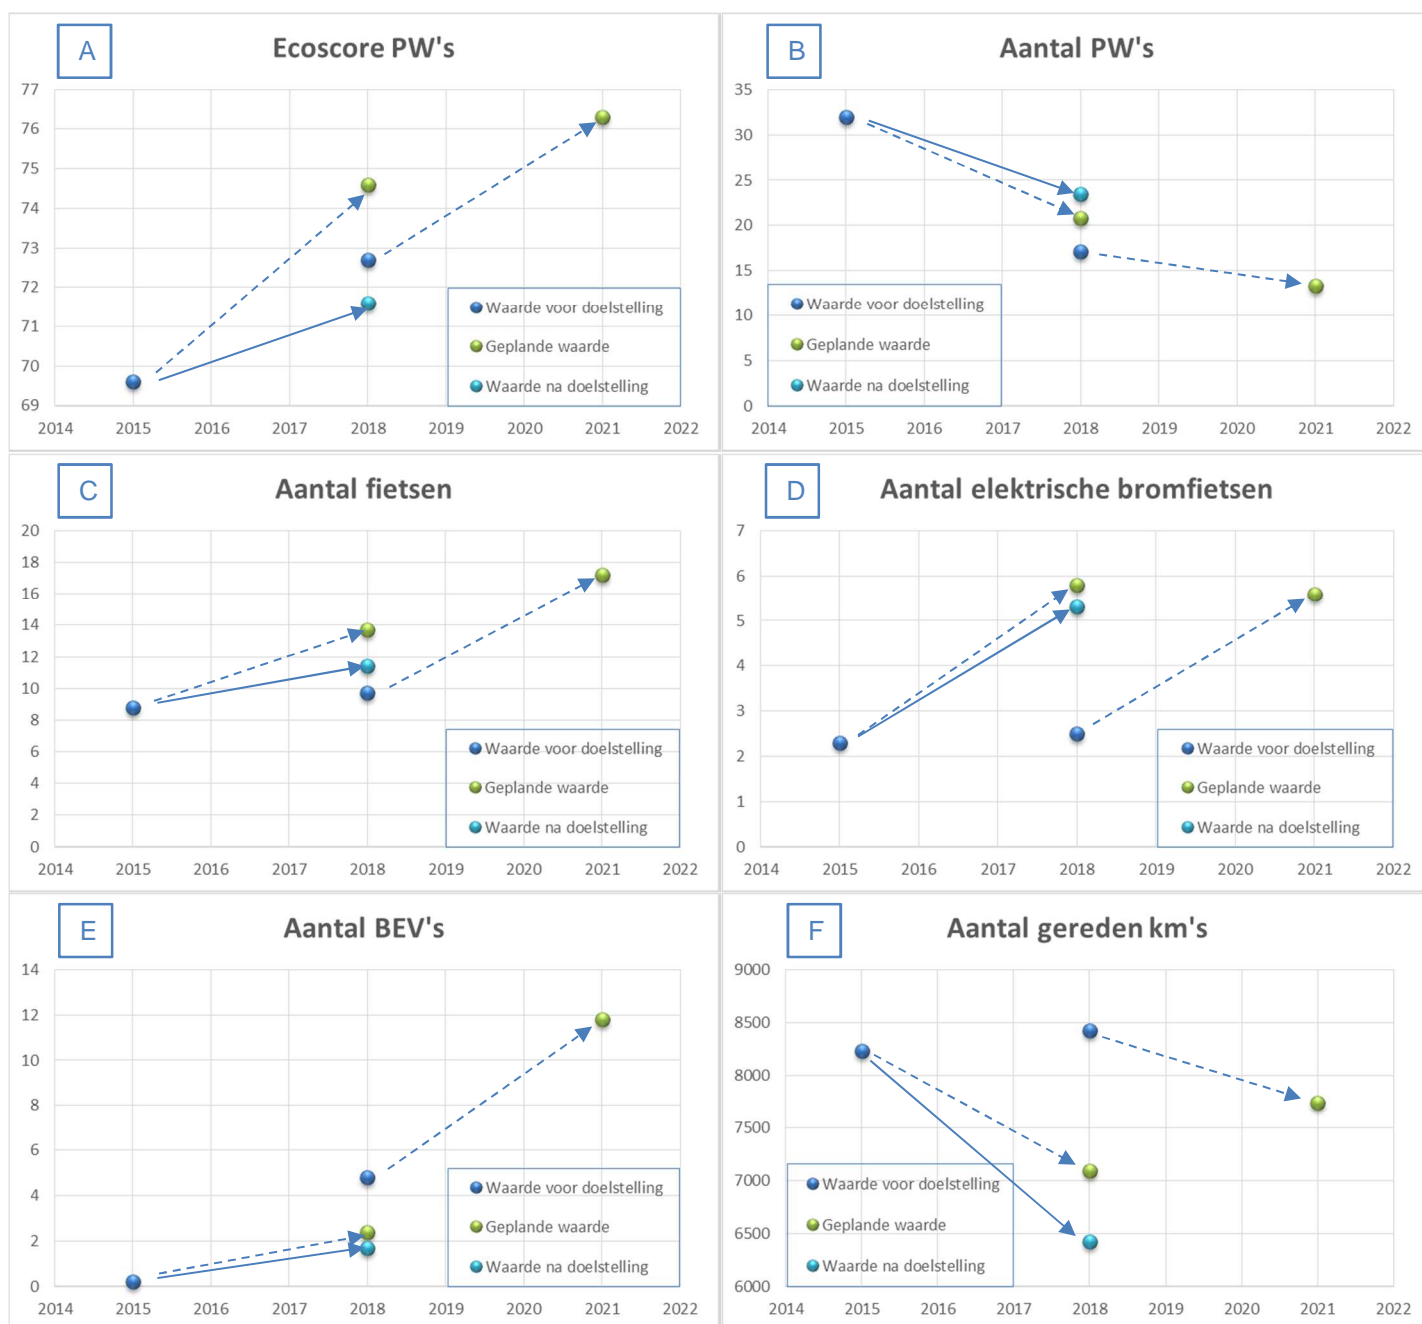 A
Ecoscore PW's
77
76
75
74
73
72
71
70
69
2014 2015 2016 2017 2018 2019 2020 2021 2022
Waarde voor doelstelling
Geplande waarde
Waarde na doelstelling
B
Aantal PW's
35
30
25
20
15
10
5
0
2014 2015 2016 2017 2018 2019 2020 2021 2022
Waarde voor doelstelling
Geplande waarde
Waarde na doelstelling
C
Aantal fietsen
20
18
16
14
12
10
8
6
4
2
0
2014 2015 2016 2017 2018 2019 2020 2021 2022
Waarde voor doelstelling
Geplande waarde
Waarde na doelstelling
D
Aantal elektrische bromfietsen
7
6
5
4
3
2
1
0
2014 2015 2016 2017 2018 2019 2020 2021 2022
Waarde voor doelstelling
Geplande waarde
Waarde na doelstelling
E
Aantal BEV's
14
12
10
8
6
4
2
0
2014 2015 2016 2017 2018 2019 2020 2021 2022
Waarde voor doelstelling
Geplande waarde
Waarde na doelstelling
F
Aantal gereden km's
9000
8500
8000
7500
7000
6500
6000
2014 2015 2016 2017 2018 2019 2020 2021 2022
Waarde voor doelstelling
Geplande waarde
Waarde na doelstelling